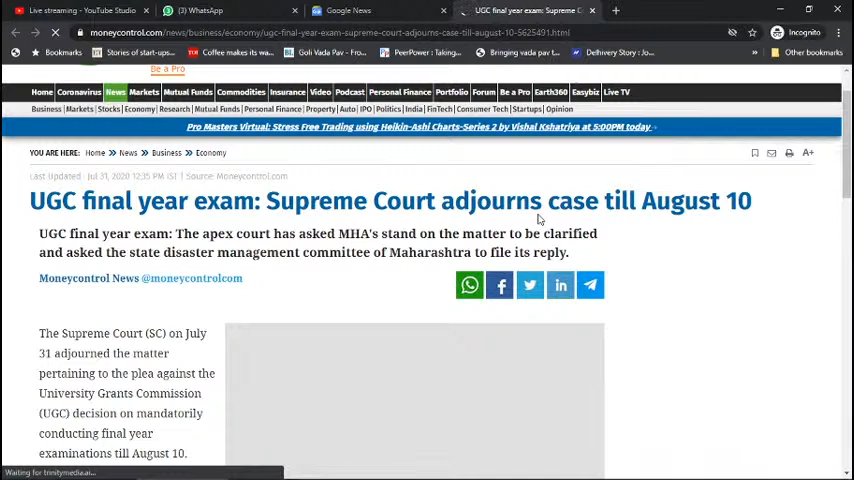 Live streaming - YouTube Studio
(3) WhatsApp
Google News
UGC final year exam: Supreme C
moneycontrol.com/news/business/economy/ugc-final-year-exam-supreme-court-adjourns-case-till-august-10-5625491.html
Incognito
Bookmarks
Stories of start-ups...
Coffee makes its wa...
Goli Vada Pav - Fro...
PeerPower : Taking...
Bringing vada pav t...
Delhivery Story : Jo...
Other bookmarks
Be a Pro
Home Coronavirus News Markets Mutual Funds Commodities Insurance Video Podcast Personal Finance Portfolio Forum Be a Pro Earth360 Easybiz Live TV
Business | Markets | Stocks | Economy | Research | Mutual Funds | Personal Finance | Property | Auto | IPO | Politics | India | FinTech | Consumer Tech | Startups | Opinion
Pro Masters Virtual: Stress Free Trading using Heikin-Ashi Charts-Series 2 by Vishal Kshatriya at 5:00PM today
YOU ARE HERE: Home News Business Economy
A+
Last Updated : Jul 31, 2020 12:35 PM IST | Source: Moneycontrol.com
UGC final year exam: Supreme Court adjourns case till August 10
UGC final year exam: The apex court has asked MHA's stand on the matter to be clarified
and asked the state disaster management committee of Maharashtra to file its reply.
Moneycontrol News @moneycontrolcom
The Supreme Court (SC) on July
31 adjourned the matter
pertaining to the plea against the
University Grants Commission
(UGC) decision on mandatorily
conducting final year
examinations till August 10.
Waiting for trinitymedia.ai...